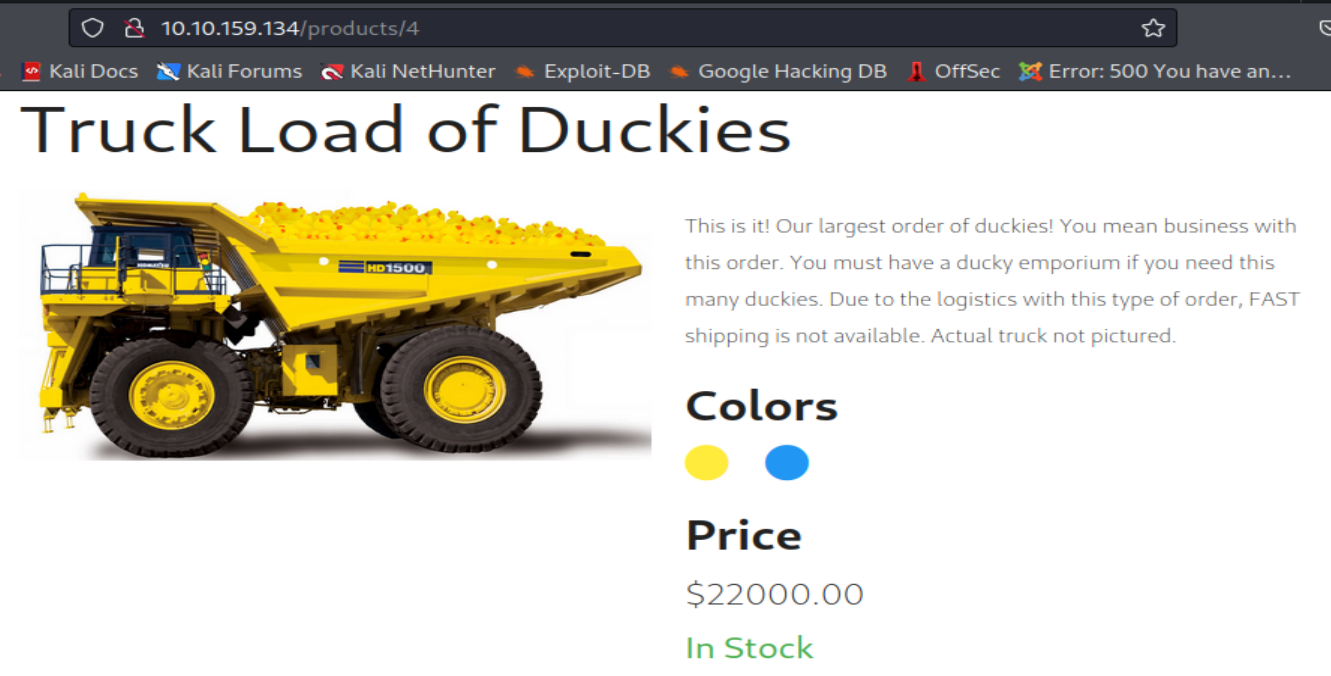 10.10.159.134/products/4
Kali Docs Kali Forums Kali NetHunter Exploit-DB Google Hacking DB OffSec Error: 500 You have an...
Truck Load of Duckies
HD1500
This is it! Our largest order of duckies! You mean business with
this order. You must have a ducky emporium if you need this
many duckies. Due to the logistics with this type of order, FAST
shipping is not available. Actual truck not pictured.
Colors
Price
$22000.00
In Stock